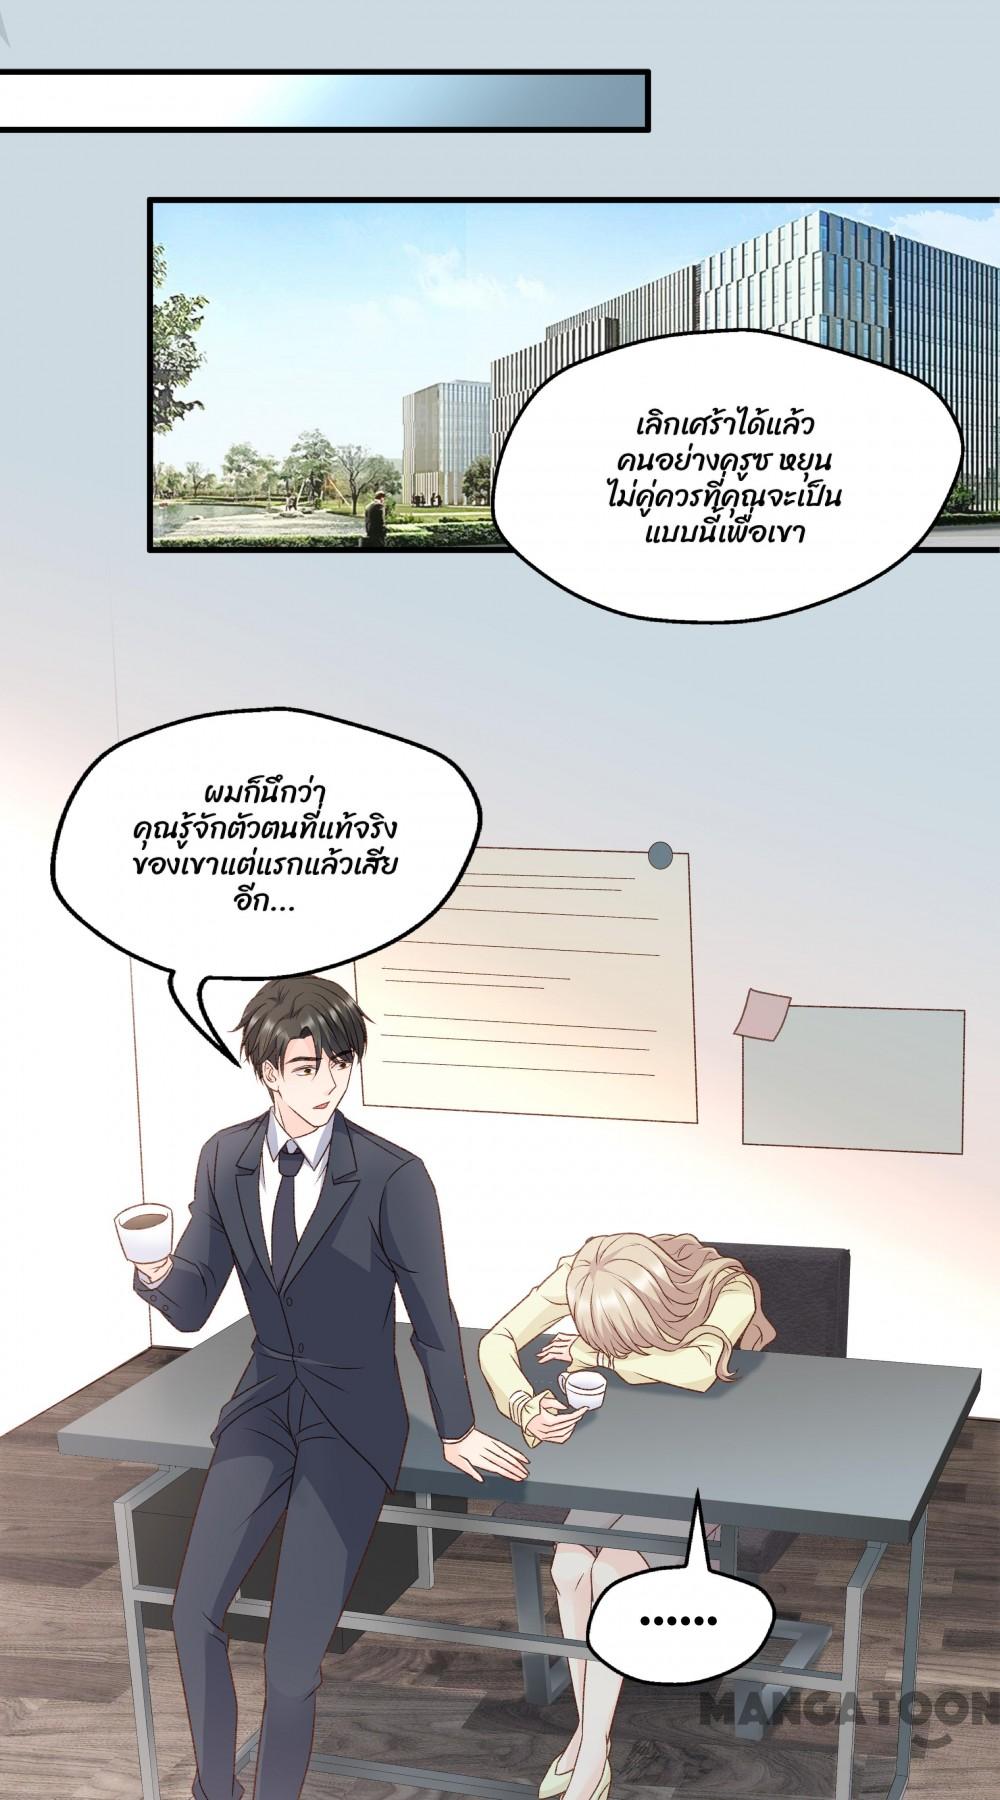 เลิกเศร้าได้แล้ว
คนอย่างครูซ หยุน
ไม่คู่ควรที่คุณจะเป็น
แบบนี้เพื่อเขา
ผมก็นึกว่า
คุณรู้จักตัวตนที่แท้จริง
ของเขาแต่แรกแล้วเสีย
อีก...
......
MANGATOON